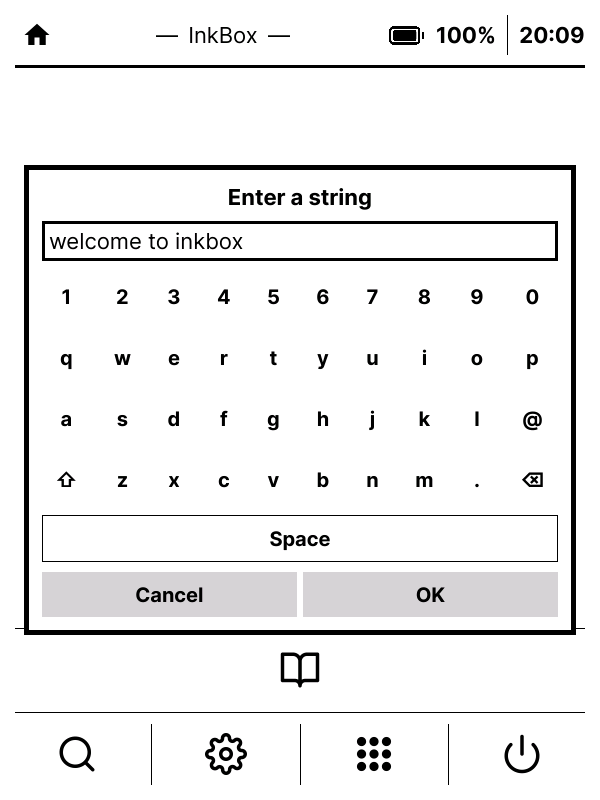 — InkBox — 100% 20:09
Enter a string
welcome to inkbox
1 2 3 4 5 6 7 8 9 0
q w e r t y u i o p
a s d f g h j k l @
z x c v b n m .
Space
Cancel OK